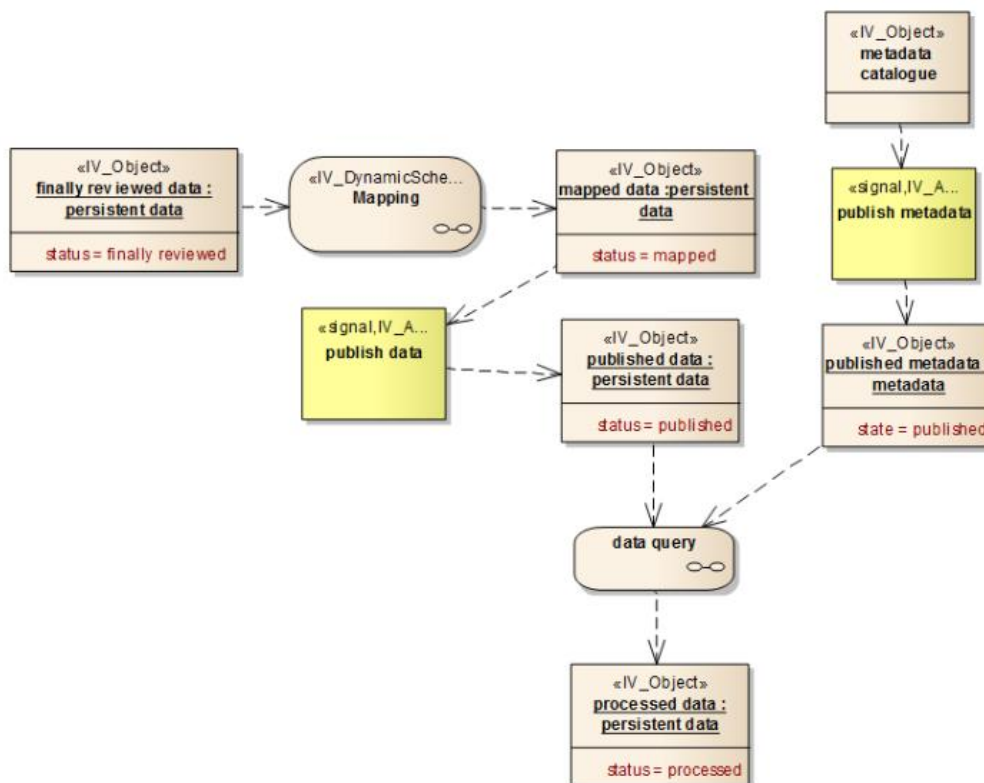 «IV_Object»
metadata
catalogue
«IV_Object»
finally reviewed data :
persistent data
status = finally reviewed
«IV_DynamicSche...
Mapping
«IV_Object»
mapped data :persistent
data
status = mapped
«signal,IV_A...
publish metadata
«signal,IV_A...
publish data
«IV_Object»
published data :
persistent data
status = published
«IV_Object»
published metadata :
metadata
state = published
data query
«IV_Object»
processed data :
persistent data
status = processed